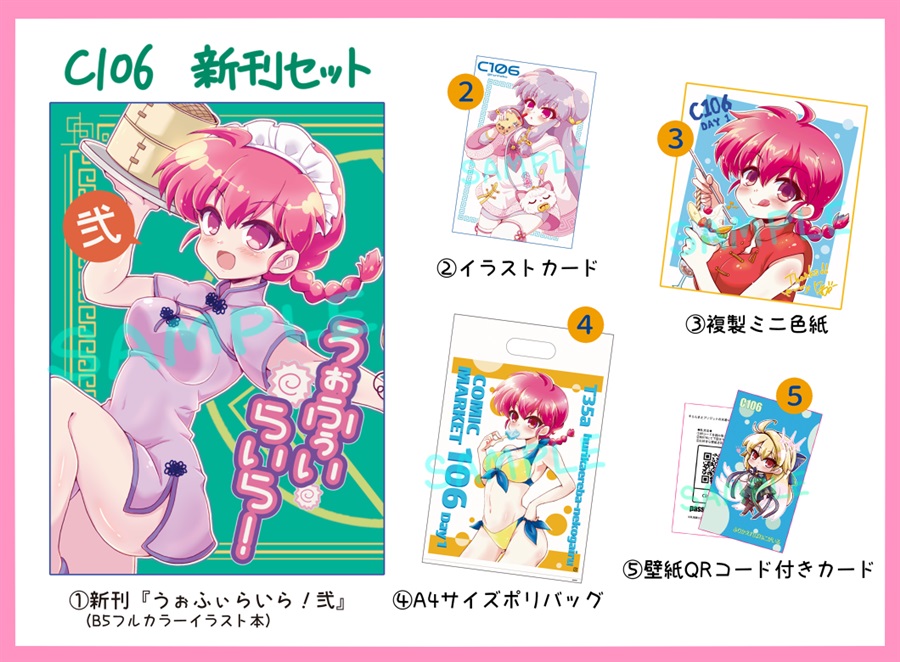 C106 新刊セット
弐
うぉふぃ
らいら!
SAMPLE
①新刊『うぉふぃらいら!弐』
(B5フルカラーイラスト本)
2
C106
SAMPLE
②イラストカード
3
C106
DAY 1
SAMPLE
③複製ミニ色紙
4
COMIC
MARKET 106 Day1
T35a
SAMPLE
④A4サイズポリバッグ
5
C106
SAMPLE
⑤壁紙QRコード付きカード